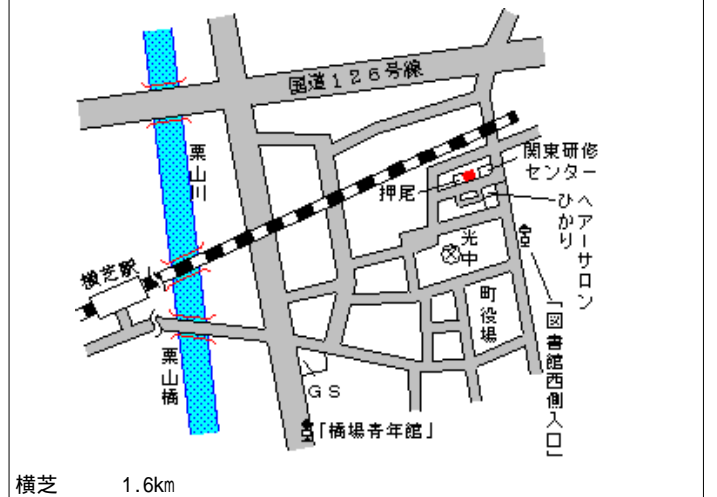 国道126号線
栗山川
関東研修
センター
押尾
ヘアーサロン
ひかり
光中
横芝駅
町役場
「図書館西側入口」
栗山橋
GS
「橋場青年館」
横芝 1.6km